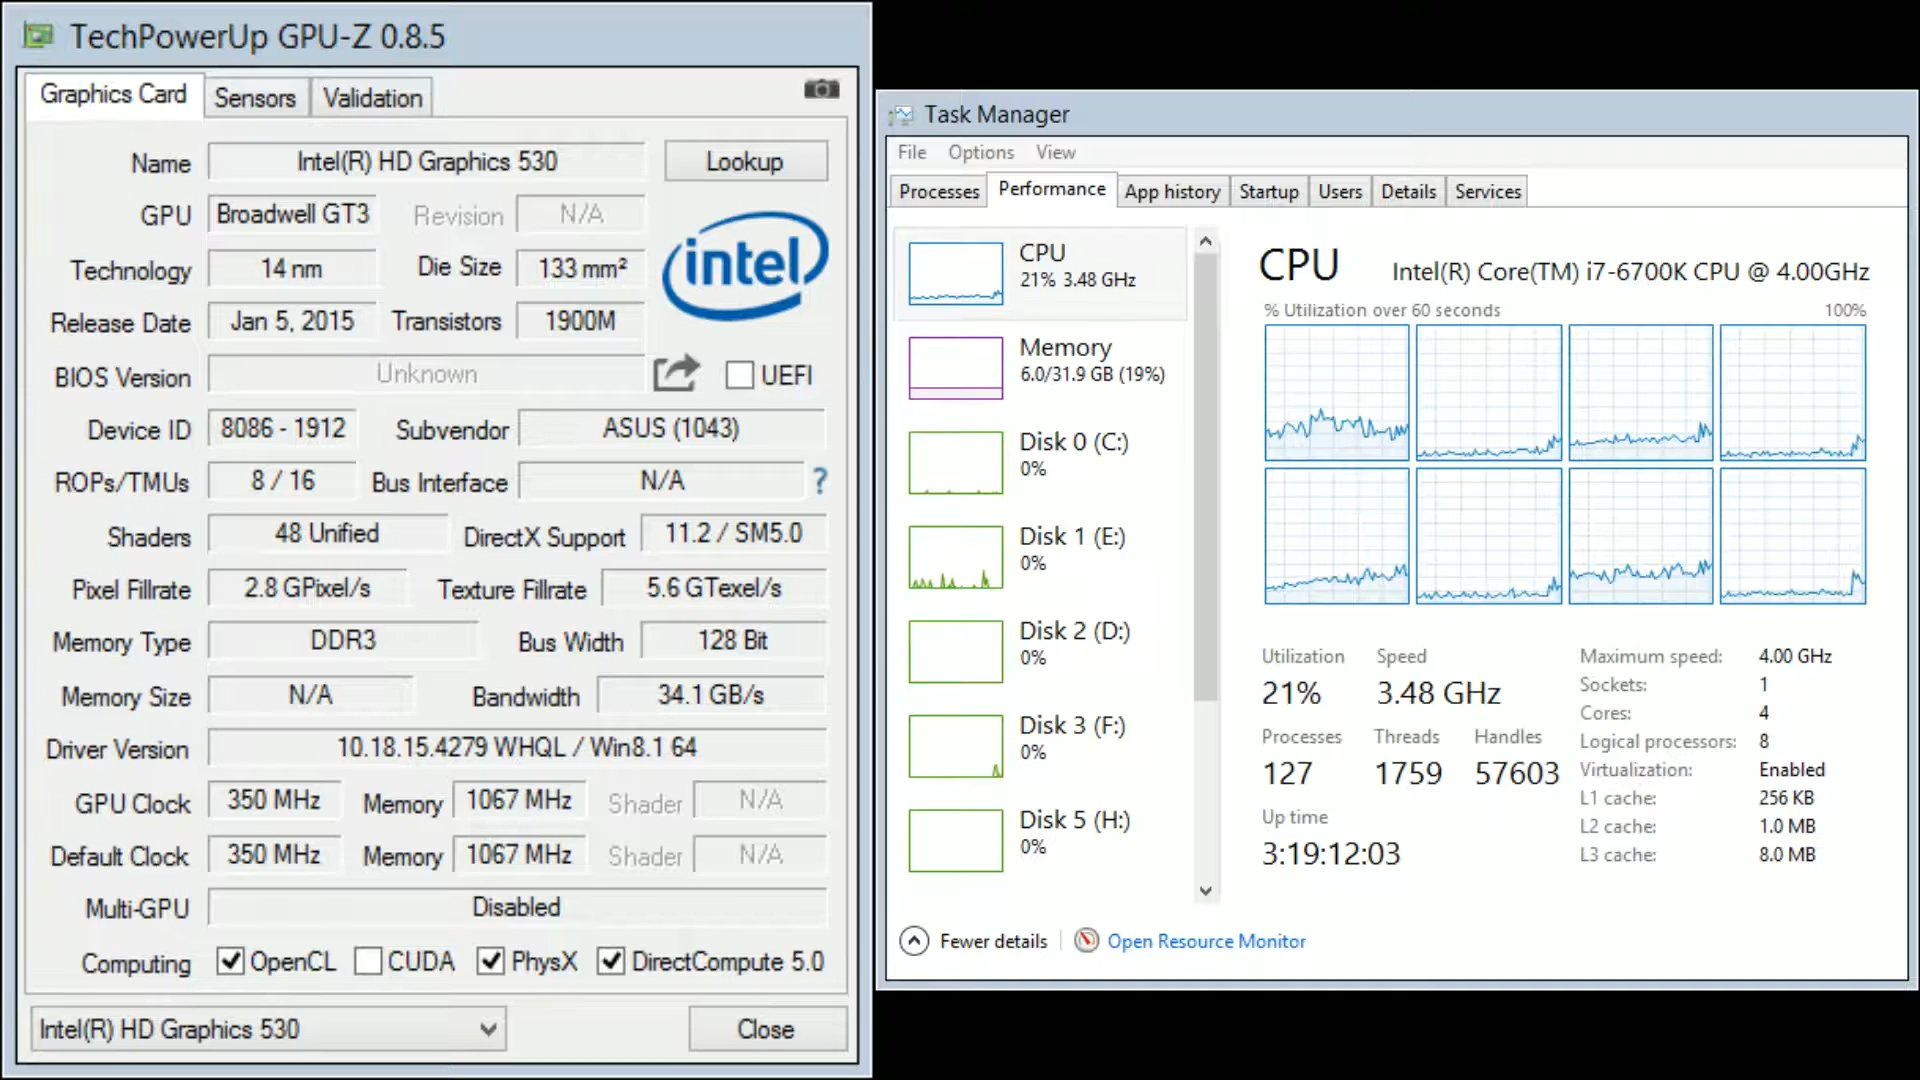 TechPowerUp GPU-Z 0.8.5
Graphics Card Sensors Validation
Name Intel(R) HD Graphics 530 Lookup
GPU Broadwell GT3 Revision N/A
intel
Technology 14 nm Die Size 133 mm²
Release Date Jan 5, 2015 Transistors 1900M
BIOS Version Unknown UEFI
Device ID 8086 - 1912 Subvendor ASUS (1043)
ROPs/TMUs 8 / 16 Bus Interface N/A ?
Shaders 48 Unified DirectX Support 11.2 / SM5.0
Pixel Fillrate 2.8 GPixel/s Texture Fillrate 5.6 GTexel/s
Memory Type DDR3 Bus Width 128 Bit
Memory Size N/A Bandwidth 34.1 GB/s
Driver Version 10.18.15.4279 WHQL / Win8.1 64
GPU Clock 350 MHz Memory 1067 MHz Shader N/A
Default Clock 350 MHz Memory 1067 MHz Shader N/A
Multi-GPU Disabled
Computing OpenCL CUDA PhysX DirectCompute 5.0
Intel(R) HD Graphics 530 Close
Task Manager
File Options View
Processes Performance App history Startup Users Details Services
CPU
21% 3.48 GHz
Memory
6.0/31.9 GB (19%)
Disk 0 (C:)
0%
Disk 1 (E:)
0%
Disk 2 (D:)
0%
Disk 3 (F:)
0%
Disk 5 (H:)
0%
CPU Intel(R) Core(TM) i7-6700K CPU @ 4.00GHz
% Utilization over 60 seconds 100%
Utilization Speed
21% 3.48 GHz
Processes Threads Handles
127 1759 57603
Up time
3:19:12:03
Maximum speed: 4.00 GHz
Sockets: 1
Cores: 4
Logical processors: 8
Virtualization: Enabled
L1 cache: 256 KB
L2 cache: 1.0 MB
L3 cache: 8.0 MB
Fewer details Open Resource Monitor